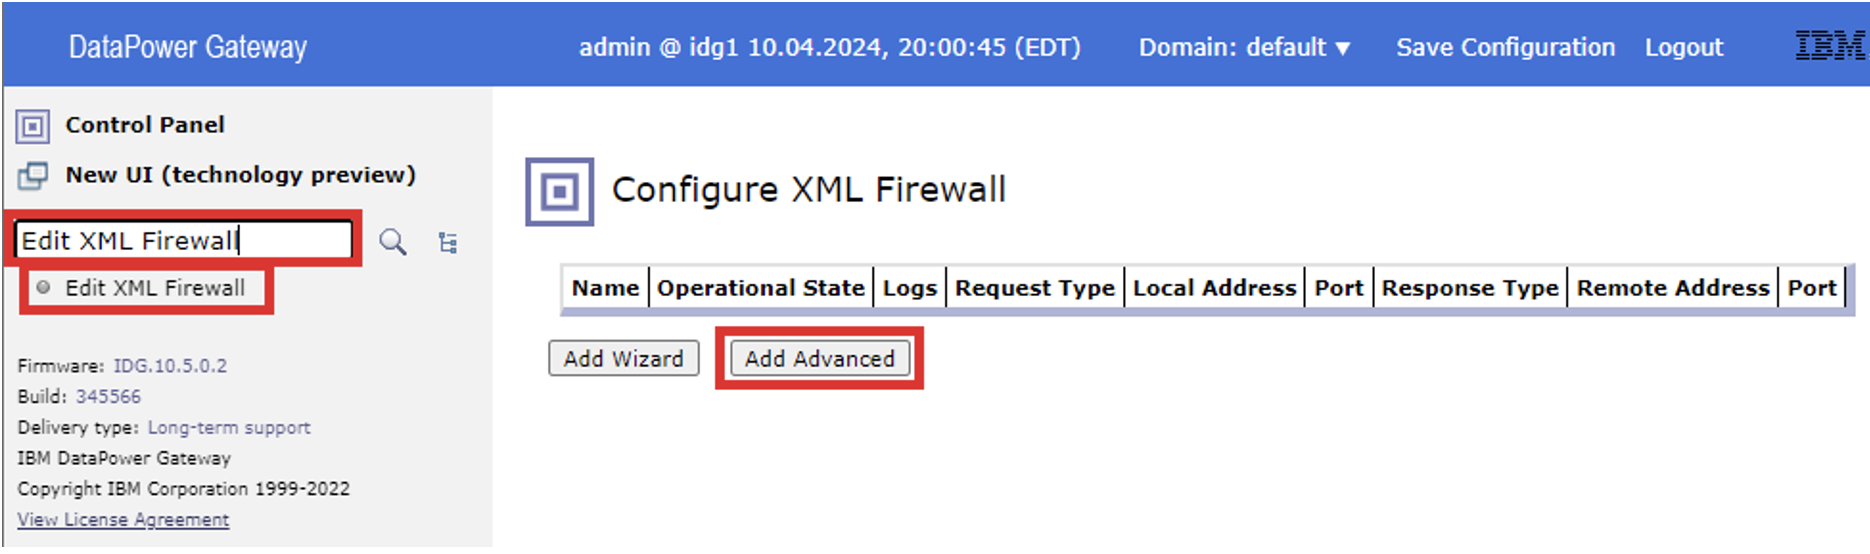 DataPower Gateway
admin @ idg1 10.04.2024, 20:00:45 (EDT)
Domain: default ▼
Save Configuration
Logout
IBM
Control Panel
New UI (technology preview)
Edit XML Firewall
Edit XML Firewall
Firmware: IDG.10.5.0.2
Build: 345566
Delivery type: Long-term support
IBM DataPower Gateway
Copyright IBM Corporation 1999-2022
View License Agreement
Configure XML Firewall
Name Operational State Logs Request Type Local Address Port Response Type Remote Address Port
Add Wizard
Add Advanced